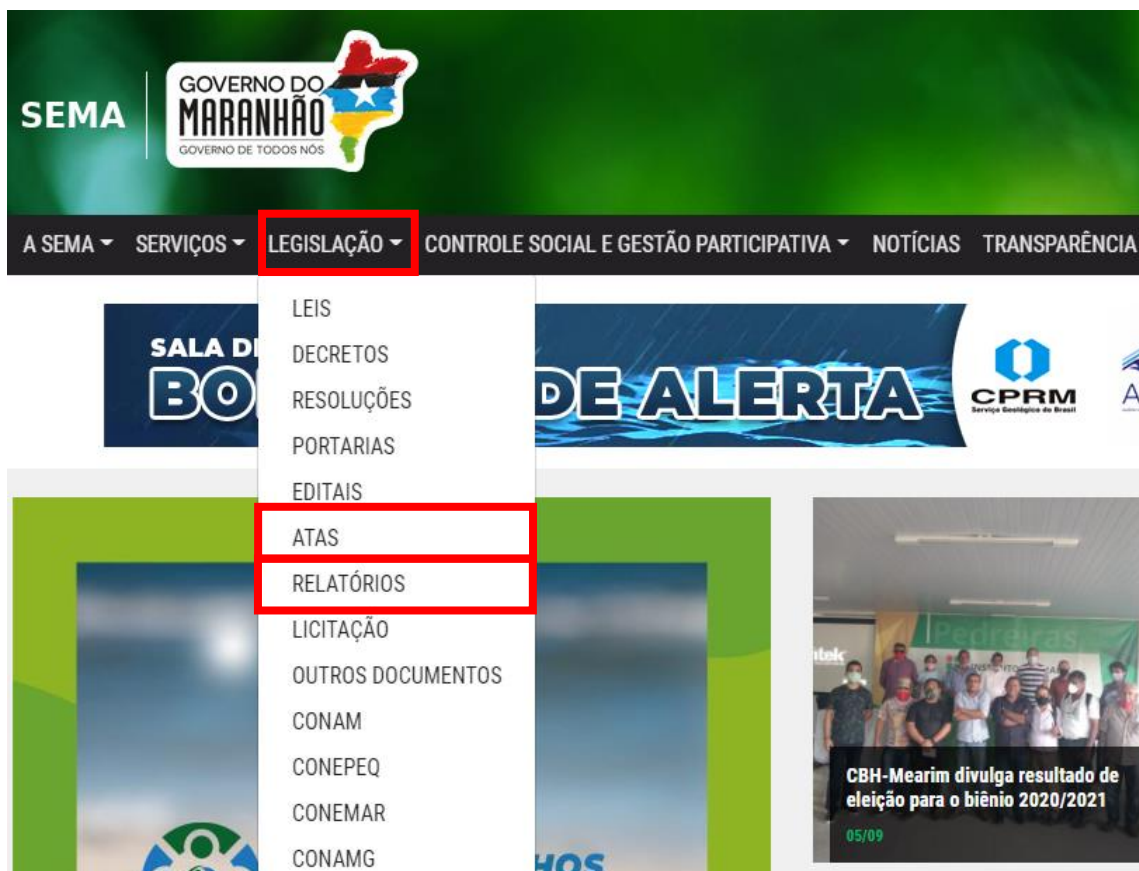 SEMA
GOVERNO DO
MARANHÃO
GOVERNO DE TODOS NÓS
A SEMA SERVIÇOS LEGISLAÇÃO CONTROLE SOCIAL E GESTÃO PARTICIPATIVA NOTÍCIAS TRANSPARÊNCIA
LEIS
DECRETOS
RESOLUÇÕES
PORTARIAS
EDITAIS
ATAS
RELATÓRIOS
LICITAÇÃO
OUTROS DOCUMENTOS
CONAM
CONEPEQ
CONEMAR
CONAMG
SALA D
BO DE ALERTA
CPRM
Serviço Geológico do Brasil
A
Pedreiras
CBH-Mearim divulga resultado de
eleição para o biênio 2020/2021
05/09
HOS